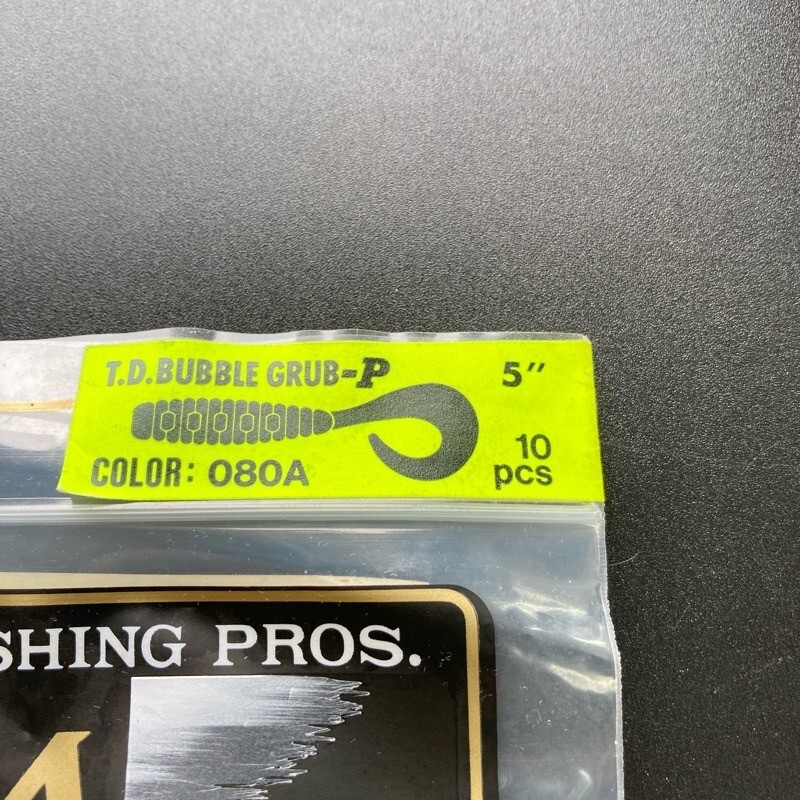 T.D.BUBBLE GRUB-P 5″
COLOR: 080A 10 pcs
SHING PROS.